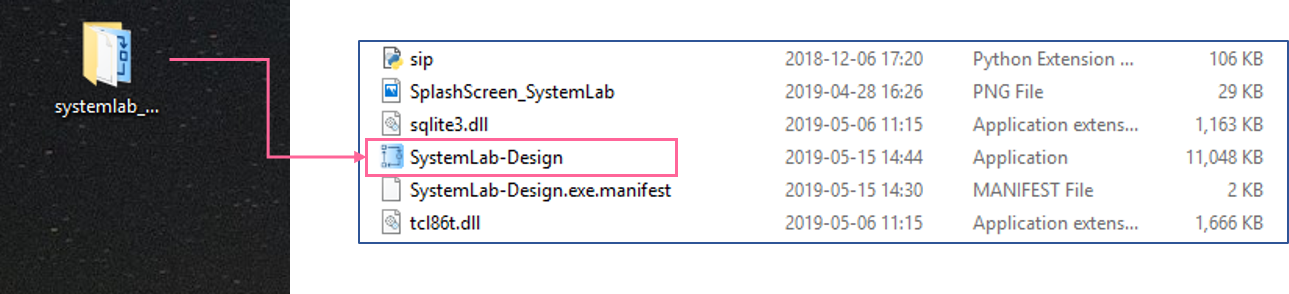 systemlab_...
sip 2018-12-06 17:20 Python Extension ... 106 KB
SplashScreen_SystemLab 2019-04-28 16:26 PNG File 29 KB
sqlite3.dll 2019-05-06 11:15 Application extens... 1,163 KB
SystemLab-Design 2019-05-15 14:44 Application 11,048 KB
SystemLab-Design.exe.manifest 2019-05-15 14:30 MANIFEST File 2 KB
tcl86t.dll 2019-05-06 11:15 Application extens... 1,666 KB